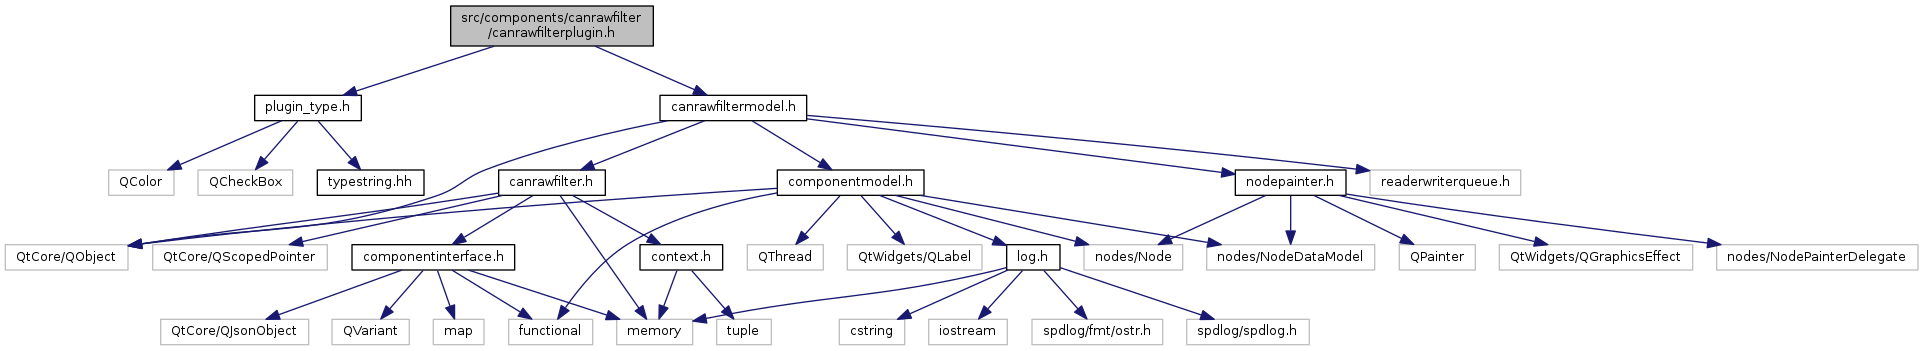 src/components/canrawfilter
/canrawfilterplugin.h
plugin_type.h
canrawfiltermodel.h
QColor
QCheckBox
typestring.hh
canrawfilter.h
componentmodel.h
nodepainter.h
readerwriterqueue.h
QtCore/QObject
QtCore/QScopedPointer
componentinterface.h
context.h
QThread
QtWidgets/QLabel
log.h
nodes/Node
nodes/NodeDataModel
QPainter
QtWidgets/QGraphicsEffect
nodes/NodePainterDelegate
QtCore/QJsonObject
QVariant
map
functional
memory
tuple
cstring
iostream
spdlog/fmt/ostr.h
spdlog/spdlog.h